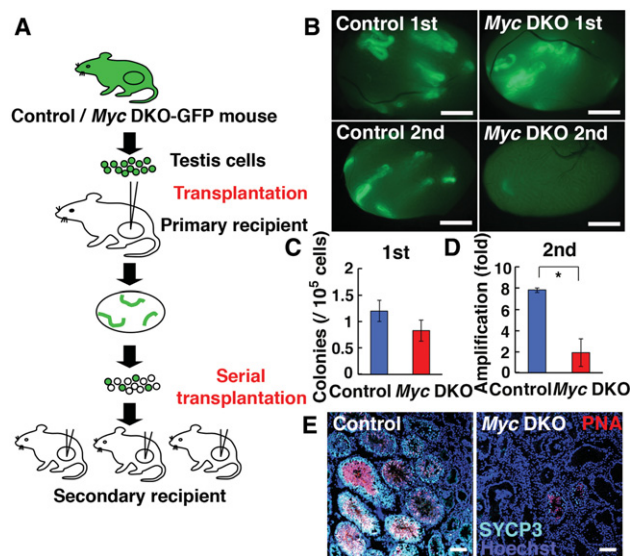 A
Control / Myc DKO-GFP mouse
Testis cells
Transplantation
Primary recipient
Serial
transplantation
Secondary recipient
B
Control 1st
Myc DKO 1st
Control 2nd
Myc DKO 2nd
C
1st
Colonies (/ 10⁵ cells)
2
1.5
1
0.5
0
Control Myc DKO
D
2nd
Amplification (fold)
8
6
4
2
0
*
Control Myc DKO
E
Control
Myc DKO
PNA
SYCP3
Hoechst